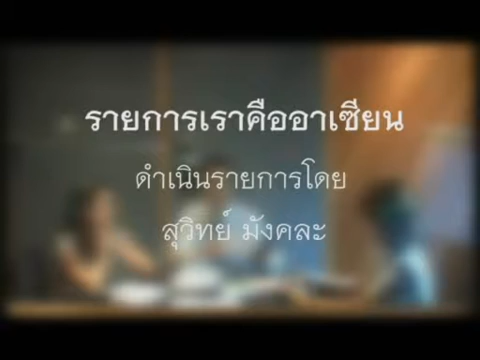 รายการเราคืออาเซียน
ดำเนินรายการโดย
สุวิทย์ มังคละ